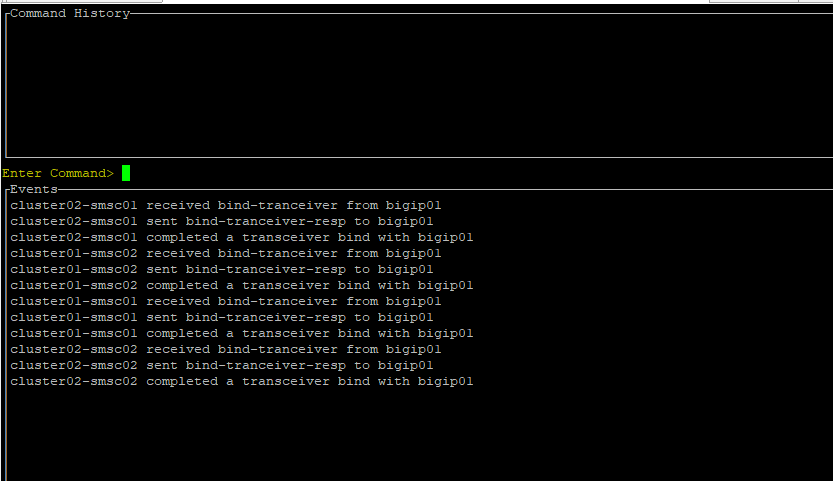 Command History
Enter Command>
Events
cluster02-smsc01 received bind-tranceiver from bigip01
cluster02-smsc01 sent bind-tranceiver-resp to bigip01
cluster02-smsc01 completed a transceiver bind with bigip01
cluster01-smsc02 received bind-tranceiver from bigip01
cluster01-smsc02 sent bind-tranceiver-resp to bigip01
cluster01-smsc02 completed a transceiver bind with bigip01
cluster01-smsc01 received bind-tranceiver from bigip01
cluster01-smsc01 sent bind-tranceiver-resp to bigip01
cluster01-smsc01 completed a transceiver bind with bigip01
cluster02-smsc02 received bind-tranceiver from bigip01
cluster02-smsc02 sent bind-tranceiver-resp to bigip01
cluster02-smsc02 completed a transceiver bind with bigip01